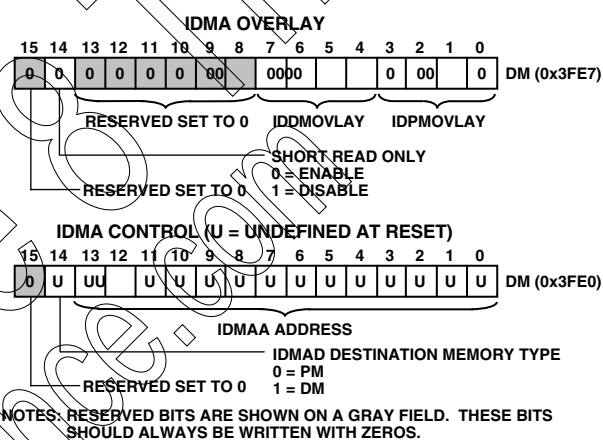 IDMA OVERLAY
15 14 13 12 11 10 9 8 7 6 5 4 3 2 1 0
0 0 0 0 0 0 00 0000 0 00 0 DM (0x3FE7)
RESERVED SET TO 0 IDDMOVLAY IDPMOVLAY
SHORT READ ONLY
0 = ENABLE
RESERVED SET TO 0 1 = DISABLE
IDMA CONTROL (U = UNDEFINED AT RESET)
15 14 13 12 11 10 9 8 7 6 5 4 3 2 1 0
0 U UU U U U U U U U U U U U U DM (0x3FE0)
IDMAA ADDRESS
IDMAD DESTINATION MEMORY TYPE
0 = PM
RESERVED SET TO 0 1 = DM
NOTES: RESERVED BITS ARE SHOWN ON A GRAY FIELD. THESE BITS
SHOULD ALWAYS BE WRITTEN WITH ZEROS.